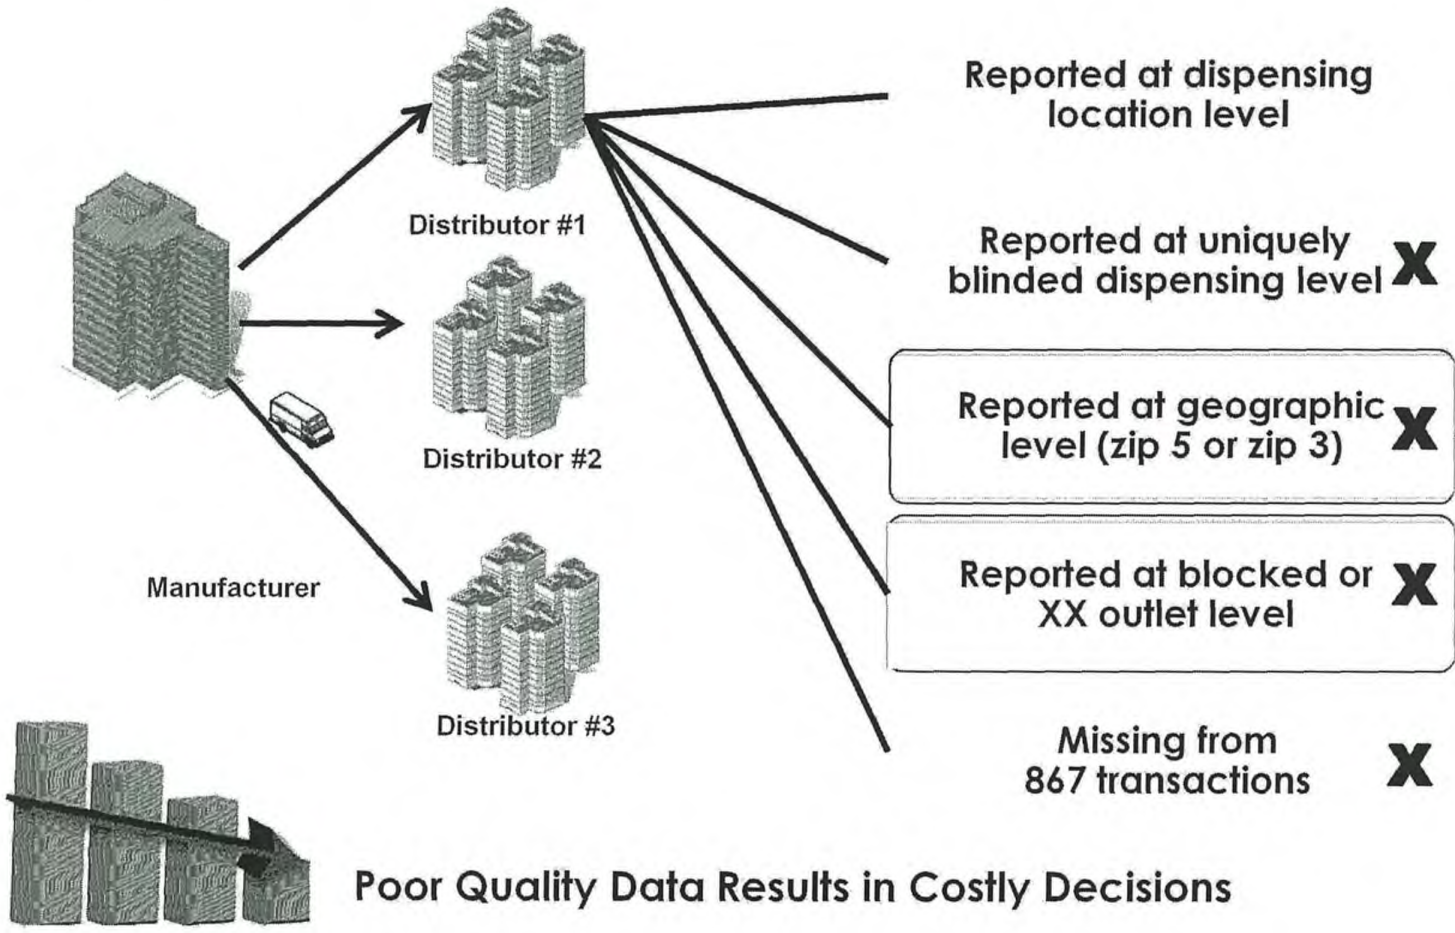 Distributor #1
Distributor #2
Manufacturer
Distributor #3
Reported at dispensing
location level
Reported at uniquely
blinded dispensing level X
Reported at geographic
level (zip 5 or zip 3) X
Reported at blocked or
XX outlet level X
Missing from
867 transactions X
Poor Quality Data Results in Costly Decisions